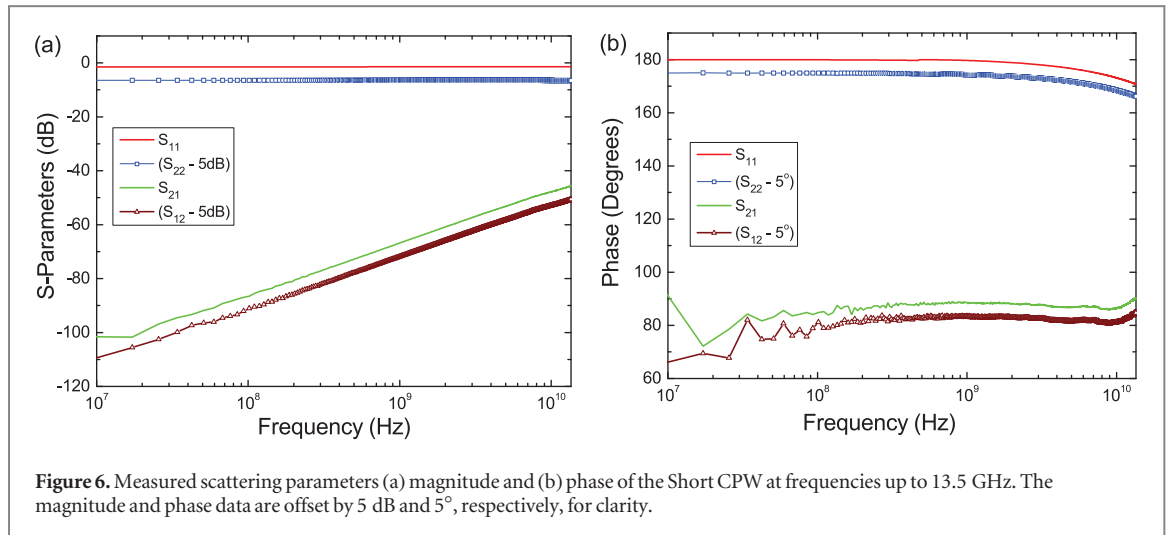 (a)
S-Parameters (dB)
0
-20
-40
-60
-80
-100
-120
S11
(S22 - 5dB)
S21
(S12 - 5dB)
10^7
10^8
10^9
10^10
Frequency (Hz)
(b)
Phase (Degrees)
180
160
140
120
100
80
60
S11
(S22 - 5°)
S21
(S12 - 5°)
10^7
10^8
10^9
10^10
Frequency (Hz)
Figure 6. Measured scattering parameters (a) magnitude and (b) phase of the Short CPW at frequencies up to 13.5 GHz. The
magnitude and phase data are offset by 5 dB and 5°, respectively, for clarity.